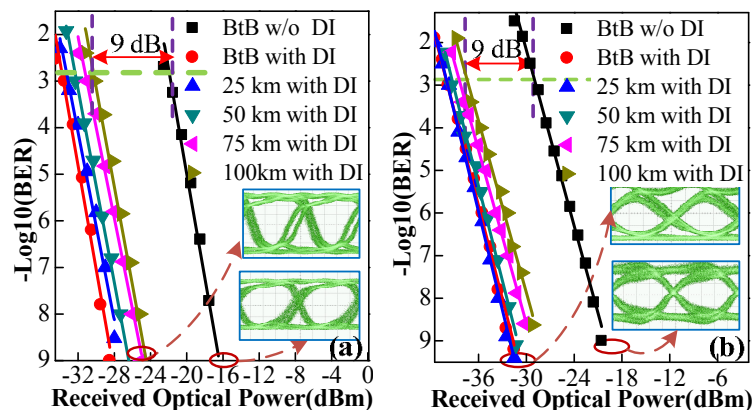 2
3
4
5
6
7
8
9
-Log10(BER)
-32
-28
-24
-20
-16
-12
-8
-4
0
Received Optical Power(dBm)
9 dB
BtB w/o DI
BtB with DI
25 km with DI
50 km with DI
75 km with DI
100km with DI
(a)
2
3
4
5
6
7
8
9
-Log10(BER)
-36
-30
-24
-18
-12
-6
Received Optical Power(dBm)
9 dB
BtB w/o DI
BtB with DI
25 km with DI
50 km with DI
75 km with DI
100 km with DI
(b)